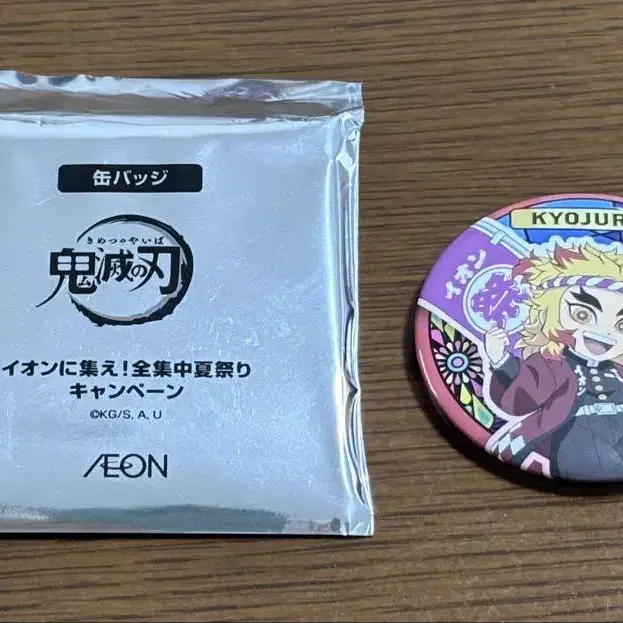 缶バッジ
きめつのやいば
鬼滅の刃
イオンに集え!全集中夏祭り
キャンペーン
©KG/S, A, U
ÆON
KYOJUR
イオン
祭